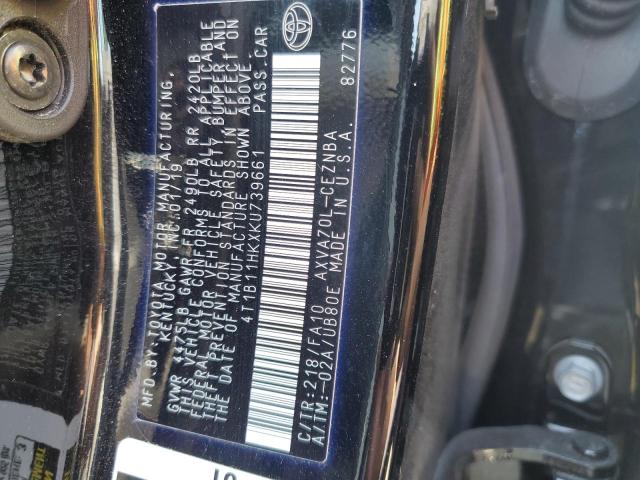 MFD.BY:TOYOTA MOTOR MANUFACTURING,
KENTUCKY, INC. 01/19
GVWR 4445LB GAWR FR 2490LB RR 2420LB
THIS VEHICLE CONFORMS TO ALL APPLICABLE
FEDERAL MOTOR VEHICLE SAFETY, BUMPER, AND
THEFT PREVENTION STANDARDS IN EFFECT ON
THE DATE OF MANUFACTURE SHOWN ABOVE.
4T1B11HKXKU739661 PASS.CAR
C/TR:218/FA10 AXVA70L-CEZNBA
A/TM:-02A/UB80E MADE IN U.S.A. 82776